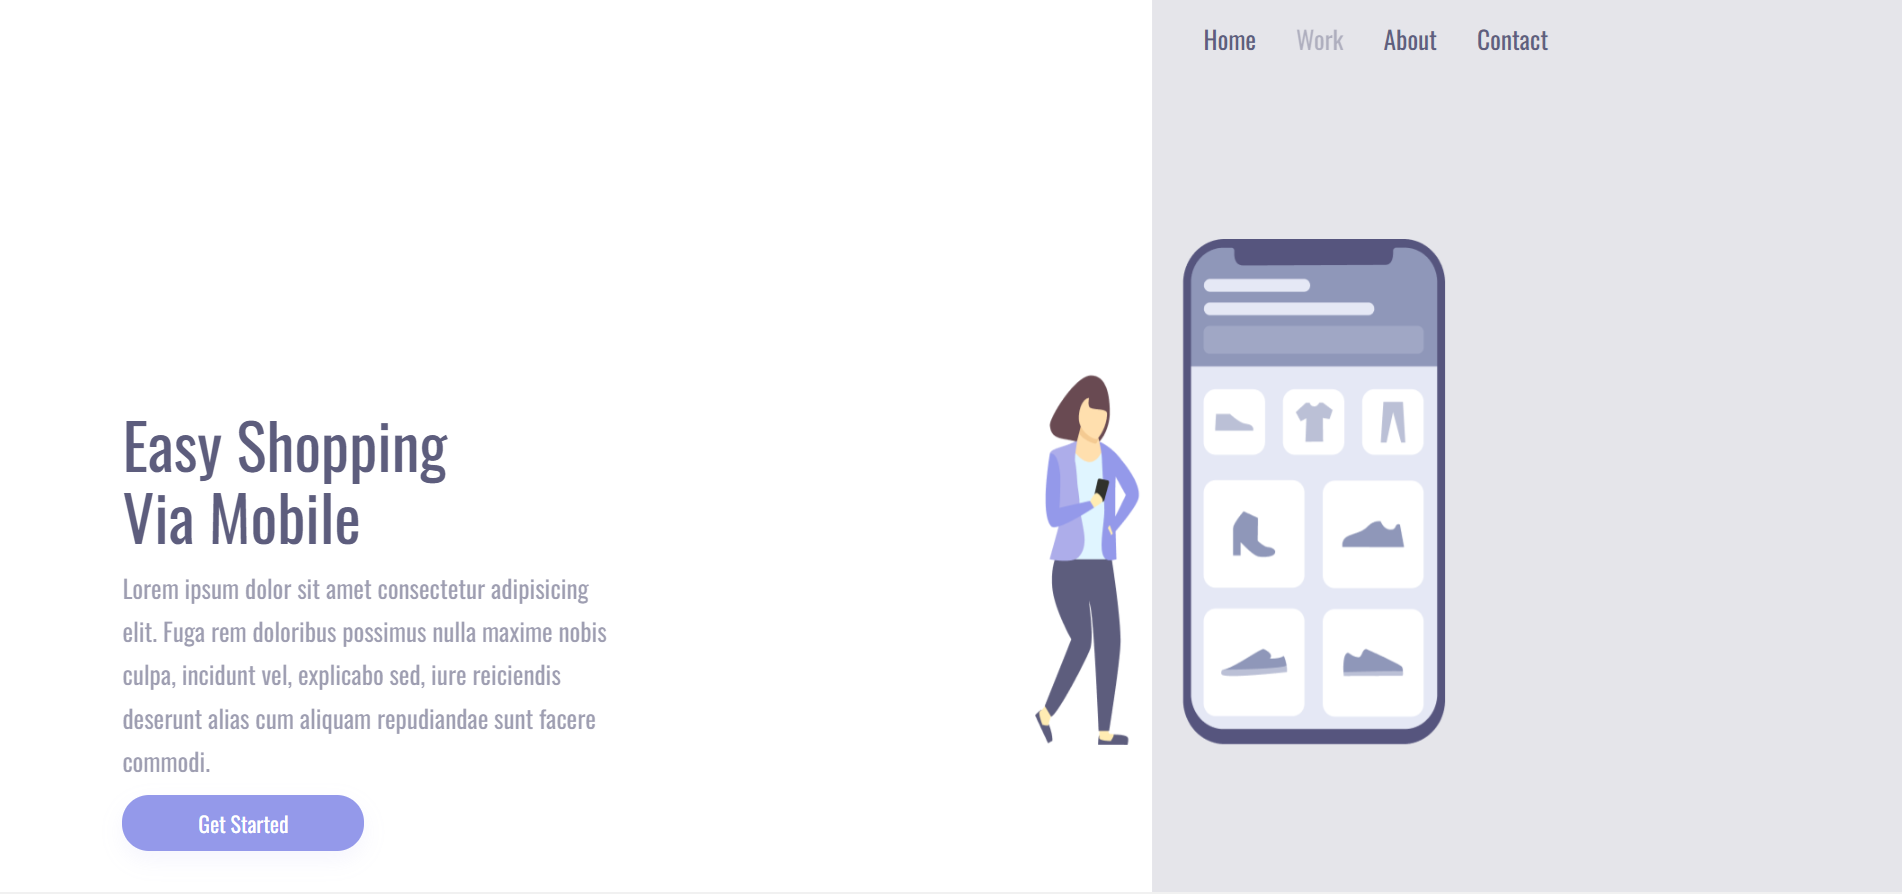 Home Work About Contact
Easy Shopping
Via Mobile
Lorem ipsum dolor sit amet consectetur adipisicing
elit. Fuga rem doloribus possimus nulla maxime nobis
culpa, incidunt vel, explicabo sed, iure reiciendis
deserunt alias cum aliquam repudiandae sunt facere
commodi.
Get Started